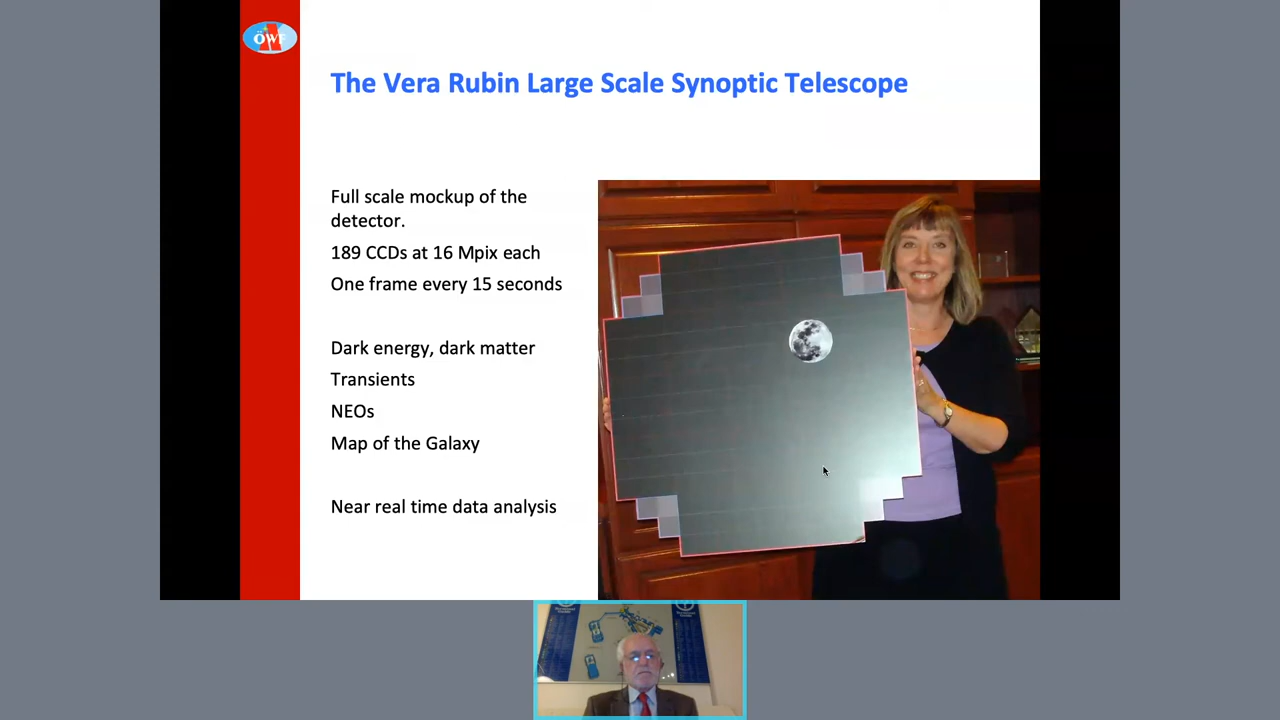 ÖWF
The Vera Rubin Large Scale Synoptic Telescope
Full scale mockup of the
detector.
189 CCDs at 16 Mpix each
One frame every 15 seconds
Dark energy, dark matter
Transients
NEOs
Map of the Galaxy
Near real time data analysis